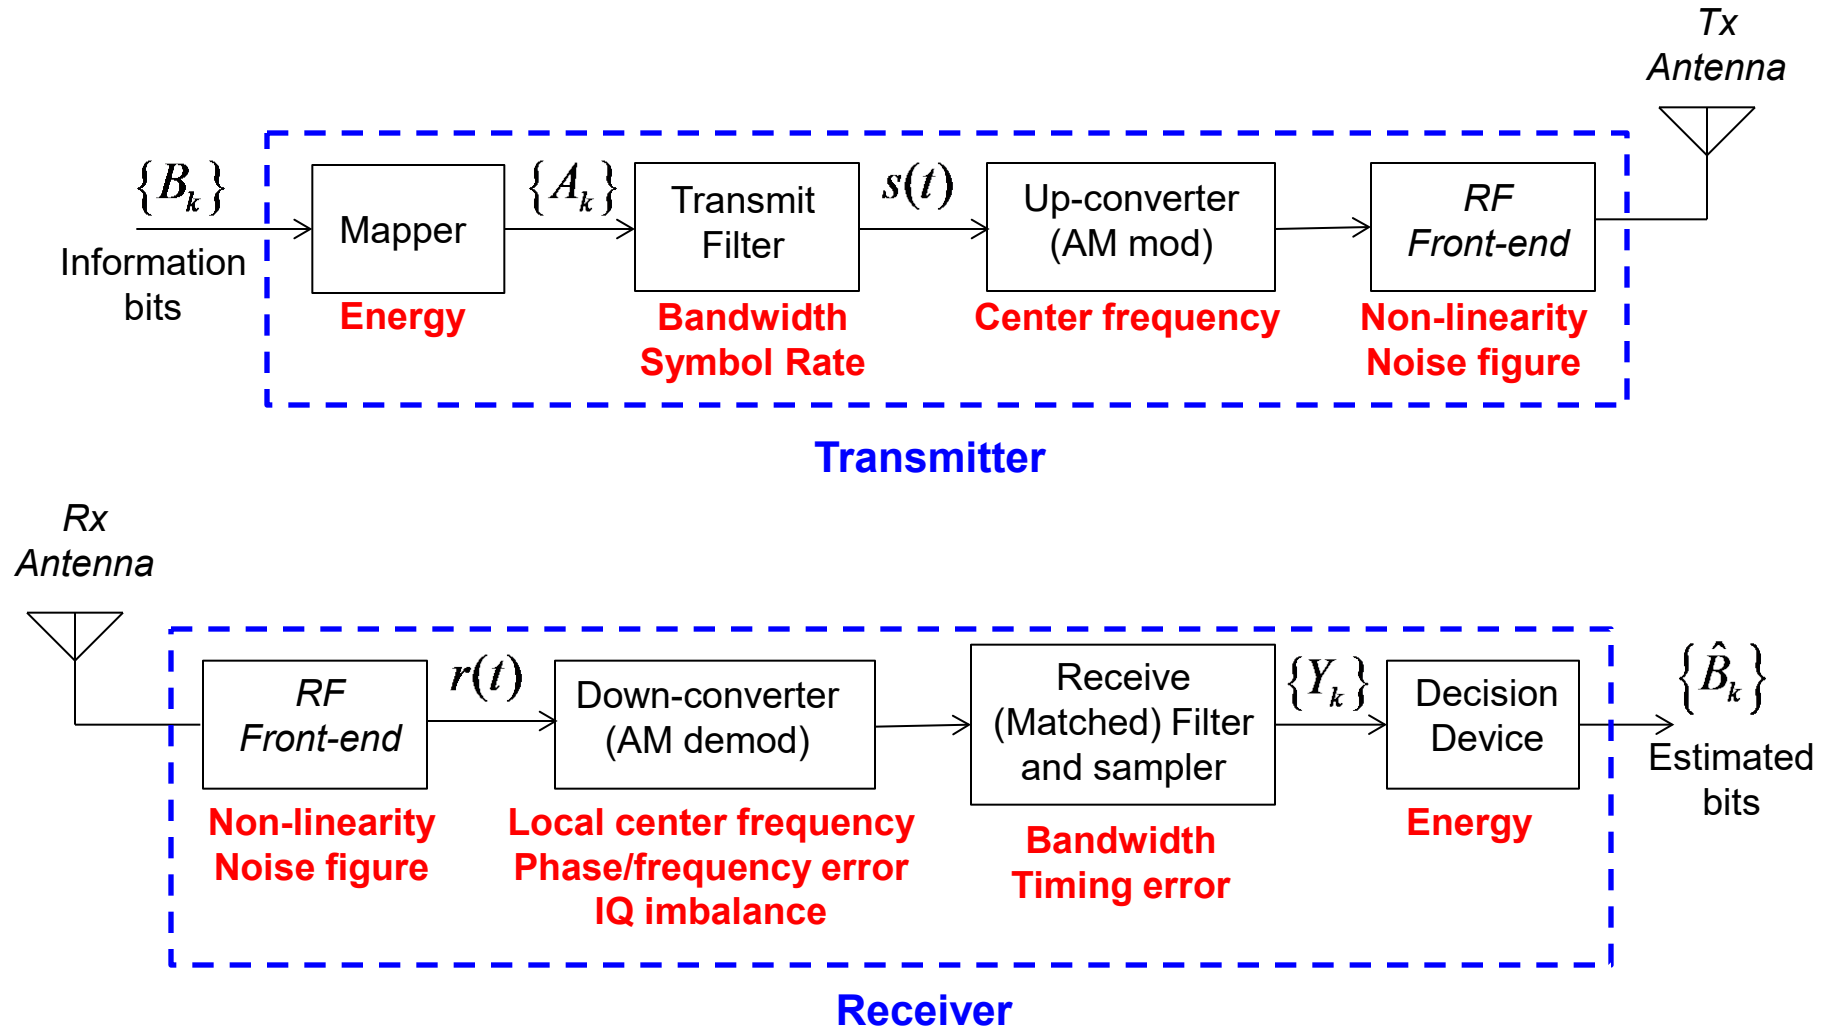 Tx
Antenna
{B_k}
Information
bits
Mapper
Energy
{A_k}
Transmit
Filter
Bandwidth
Symbol Rate
s(t)
Up-converter
(AM mod)
Center frequency
RF
Front-end
Non-linearity
Noise figure
Transmitter
Rx
Antenna
RF
Front-end
Non-linearity
Noise figure
r(t)
Down-converter
(AM demod)
Local center frequency
Phase/frequency error
IQ imbalance
Receive
(Matched) Filter
and sampler
Bandwidth
Timing error
{Y_k}
Decision
Device
Energy
{B̂_k}
Estimated
bits
Receiver